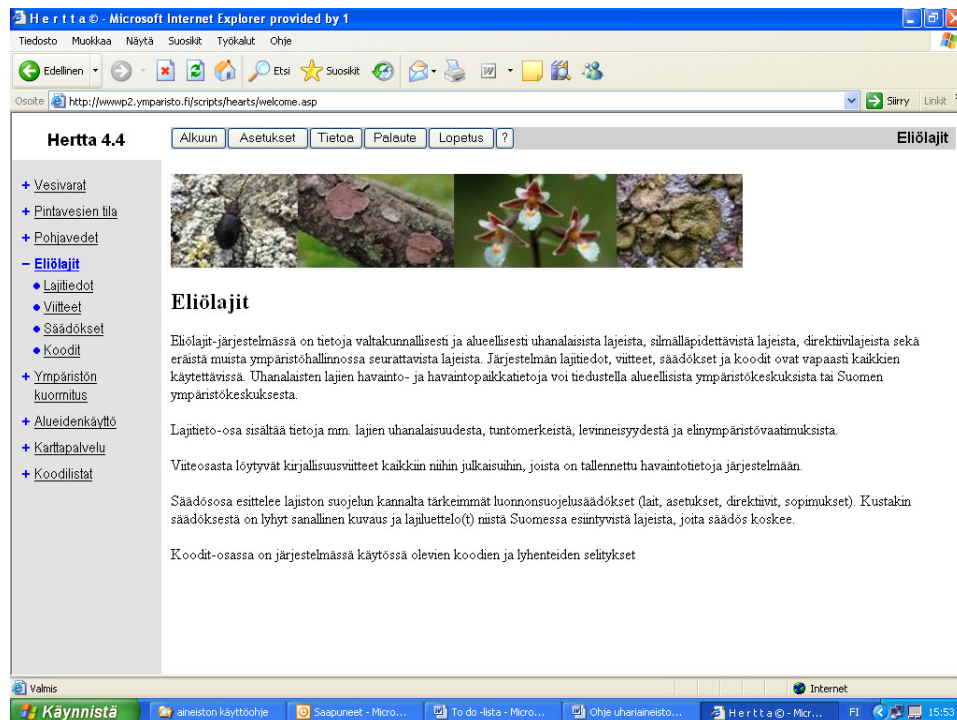 Hertta© - Microsoft Internet Explorer provided by 1
Tiedosto Muokkaa Näytä Suosikit Työkalut Ohje
Edellinen Etsi Suosikit
Osoite http://wwwp2.ymparisto.fi/scripts/hearts/welcome.asp Siirry Linkit
Hertta 4.4
Alkuun Asetukset Tietoa Palaute Lopetus ? Eliölajit
+ Vesivarat
+ Pintavesien tila
+ Pohjavedet
– Eliölajit
• Lajitiedot
• Viitteet
• Säädökset
• Koodit
+ Ympäristön
kuormitus
+ Alueidenkäyttö
+ Karttapalvelu
+ Koodilistat
Eliölajit
Eliölajit-järjestelmässä on tietoja valtakunnallisesti ja alueellisesti uhanalaisista lajeista, silmälläpidettävistä lajeista, direktiivilajeista sekä
eräistä muista ympäristöhallinnossa seurattavista lajeista. Järjestelmän lajitiedot, viitteet, säädökset ja koodit ovat vapaasti kaikkien
käytettävissä. Uhanalaisten lajien havainto- ja havaintopaikkatietoja voi tiedustella alueellisista ympäristökeskuksista tai Suomen
ympäristökeskuksesta.
Lajitieto-osa sisältää tietoja mm. lajien uhanalaisuudesta, tuntomerkeistä, levinneisyydestä ja elinympäristövaatimuksista.
Viiteosasta löytyvät kirjallisuusviitteet kaikkiin niihin julkaisuihin, joista on tallennettu havaintotietoja järjestelmään.
Säädösosa esittelee lajiston suojelun kannalta tärkeimmät luonnonsuojelusäädökset (lait, asetukset, direktiivit, sopimukset). Kustakin
säädöksestä on lyhyt sanallinen kuvaus ja lajiluettelo(t) niistä Suomessa esiintyvistä lajeista, joita säädös koskee.
Koodit-osassa on järjestelmässä käytössä olevien koodien ja lyhenteiden selitykset
Valmis Internet
Käynnistä aineiston käyttöohje Saapuneet - Micro... To do -lista - Micro... Ohje uhariaineisto... Hertta© - Micr... FI 15:53